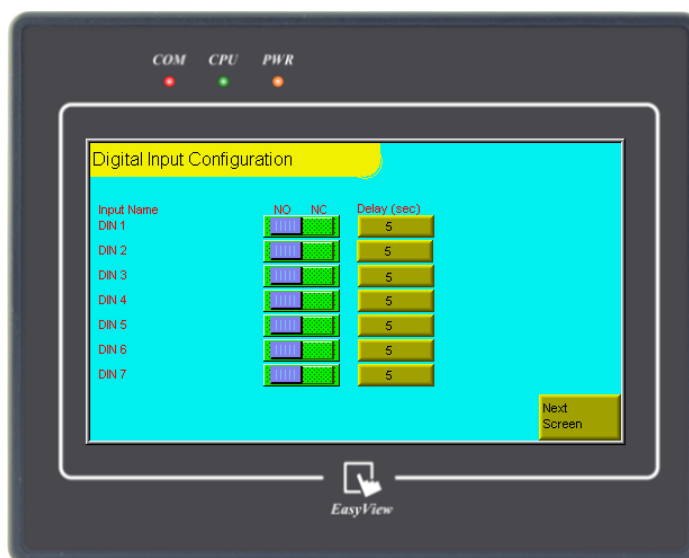 COM CPU PWR
Digital Input Configuration
Input Name NO NC Delay (sec)
DIN 1 5
DIN 2 5
DIN 3 5
DIN 4 5
DIN 5 5
DIN 6 5
DIN 7 5
Next
Screen
EasyView